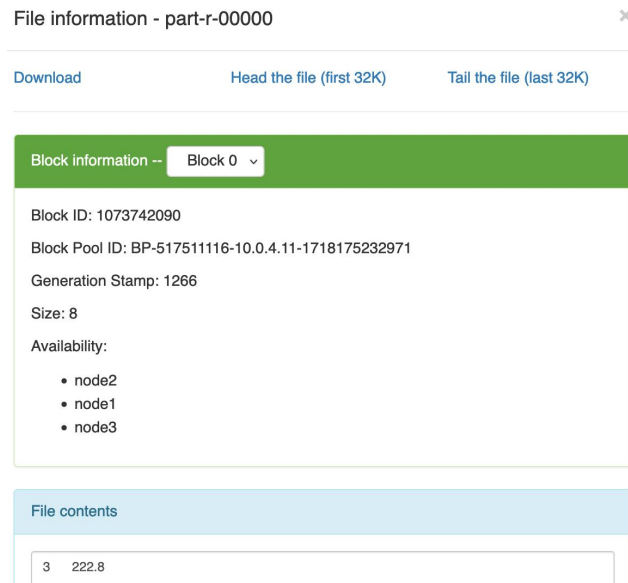 File information - part-r-00000
Download Head the file (first 32K) Tail the file (last 32K)
Block information -- Block 0
Block ID: 1073742090
Block Pool ID: BP-517511116-10.0.4.11-1718175232971
Generation Stamp: 1266
Size: 8
Availability:
node2
node1
node3
File contents
3 222.8